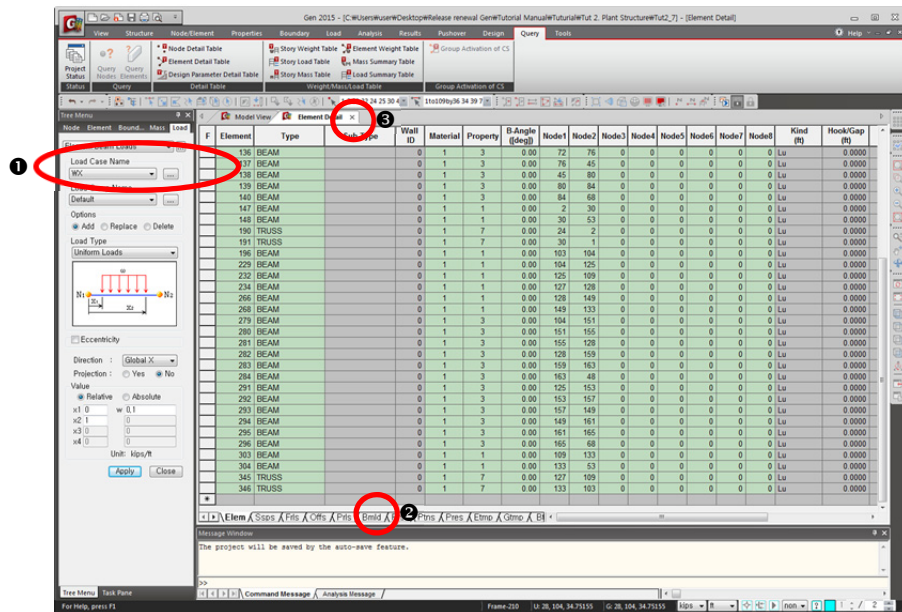 Gen 2015 - [C:₩Users₩user₩Desktop₩Release renewal Gen₩Tutorial Manual₩Tuturial₩Tut 2. Plant Structure₩Tut2_7] - [Element Detail]
View Structure Node/Element Properties Boundary Load Analysis Results Pushover Design Query Tools Help
Node Detail Table Story Weight Table Element Weight Table Group Activation of CS
Element Detail Table Story Load Table Mass Summary Table
Project Status Query Nodes Query Elements Design Parameter Detail Table Story Mass Table Load Summary Table
Status Query Detail Table Weight/Mass/Load Table Group Activation of CS
1to109by36 34 39 7
Tree Menu
Node Element Bound... Mass Load
Model View Element Detail ×
❸
❶
Load Case Name
WX
Default
Options
Add Replace Delete
Load Type
Uniform Loads
ω
N1 N2
x1
x2
Eccentricity
Direction : Global X
Projection : Yes No
Value
Relative Absolute
x1 0 w 0,1
x2 1 0
x3 0 0
x4 0 0
Unit: kips/ft
Apply Close
F Element Type Sub Type Wall ID Material Property B-Angle ([deg]) Node1 Node2 Node3 Node4 Node5 Node6 Node7 Node8 Kind (ft) Hook/Gap (ft)
136 BEAM 0 1 3 0.00 72 76 0 0 0 0 0 0 Lu 0.0000
137 BEAM 0 1 3 0.00 76 45 0 0 0 0 0 0 Lu 0.0000
138 BEAM 0 1 3 0.00 45 80 0 0 0 0 0 0 Lu 0.0000
139 BEAM 0 1 3 0.00 80 84 0 0 0 0 0 0 Lu 0.0000
140 BEAM 0 1 3 0.00 84 68 0 0 0 0 0 0 Lu 0.0000
147 BEAM 0 1 1 0.00 2 30 0 0 0 0 0 0 Lu 0.0000
148 BEAM 0 1 1 0.00 30 53 0 0 0 0 0 0 Lu 0.0000
190 TRUSS 0 1 7 0.00 24 2 0 0 0 0 0 0 Lu 0.0000
191 TRUSS 0 1 7 0.00 30 1 0 0 0 0 0 0 Lu 0.0000
196 BEAM 0 1 1 0.00 103 104 0 0 0 0 0 0 Lu 0.0000
229 BEAM 0 1 1 0.00 104 125 0 0 0 0 0 0 Lu 0.0000
232 BEAM 0 1 1 0.00 125 109 0 0 0 0 0 0 Lu 0.0000
234 BEAM 0 1 1 0.00 127 128 0 0 0 0 0 0 Lu 0.0000
266 BEAM 0 1 1 0.00 128 149 0 0 0 0 0 0 Lu 0.0000
268 BEAM 0 1 1 0.00 149 133 0 0 0 0 0 0 Lu 0.0000
279 BEAM 0 1 3 0.00 104 151 0 0 0 0 0 0 Lu 0.0000
280 BEAM 0 1 3 0.00 151 155 0 0 0 0 0 0 Lu 0.0000
281 BEAM 0 1 3 0.00 155 128 0 0 0 0 0 0 Lu 0.0000
282 BEAM 0 1 3 0.00 128 159 0 0 0 0 0 0 Lu 0.0000
283 BEAM 0 1 3 0.00 159 163 0 0 0 0 0 0 Lu 0.0000
284 BEAM 0 1 3 0.00 163 48 0 0 0 0 0 0 Lu 0.0000
291 BEAM 0 1 3 0.00 125 153 0 0 0 0 0 0 Lu 0.0000
292 BEAM 0 1 3 0.00 153 157 0 0 0 0 0 0 Lu 0.0000
293 BEAM 0 1 3 0.00 157 149 0 0 0 0 0 0 Lu 0.0000
294 BEAM 0 1 3 0.00 149 161 0 0 0 0 0 0 Lu 0.0000
295 BEAM 0 1 3 0.00 161 165 0 0 0 0 0 0 Lu 0.0000
296 BEAM 0 1 3 0.00 165 68 0 0 0 0 0 0 Lu 0.0000
303 BEAM 0 1 1 0.00 109 133 0 0 0 0 0 0 Lu 0.0000
304 BEAM 0 1 1 0.00 133 53 0 0 0 0 0 0 Lu 0.0000
345 TRUSS 0 1 7 0.00 127 109 0 0 0 0 0 0 Lu 0.0000
346 TRUSS 0 1 7 0.00 133 103 0 0 0 0 0 0 Lu 0.0000
Elem Ssps Frls Offs Prls Bmld Ptns Pres Etmp Gtmp
❷
Message Window
The project will be saved by the auto-save feature.
>>
Command Message Analysis Message
Tree Menu Task Pane
For Help, press F1 Frame-210 U: 28, 104, 34.75155 G: 28, 104, 34.75155 kips ft non ? 1 / 2